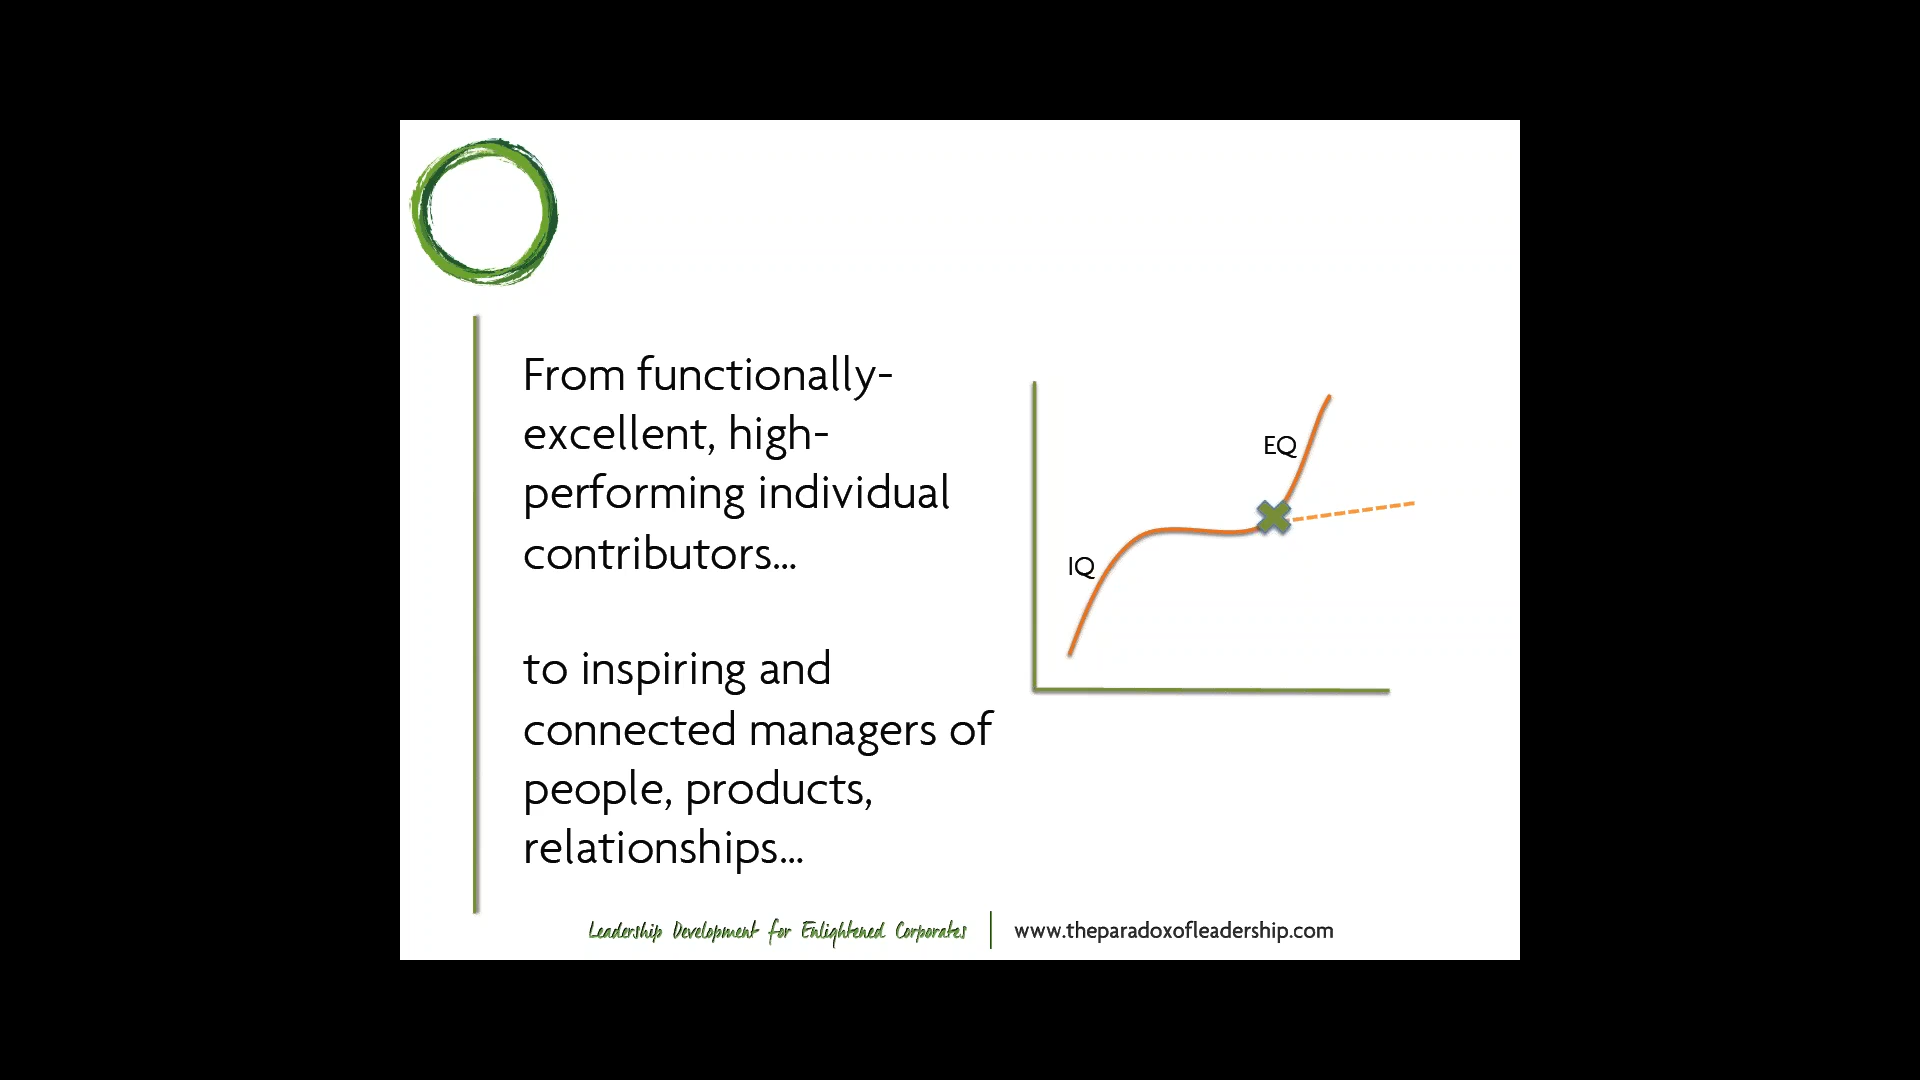 From functionally-
excellent, high-
performing individual
contributors...
to inspiring and
connected managers of
people, products,
relationships...
EQ
IQ
Leadership Development for Enlightened Corporates
www.theparadoxofleadership.com